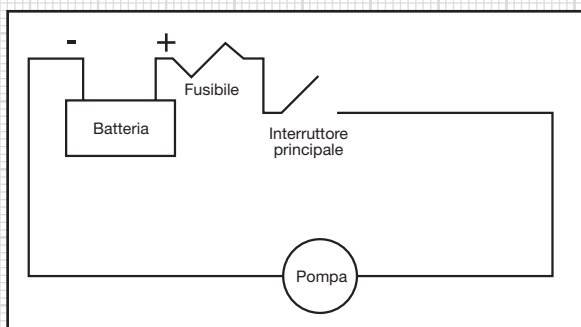 - +
Fusibile
Batteria
Interruttore
principale
Pompa